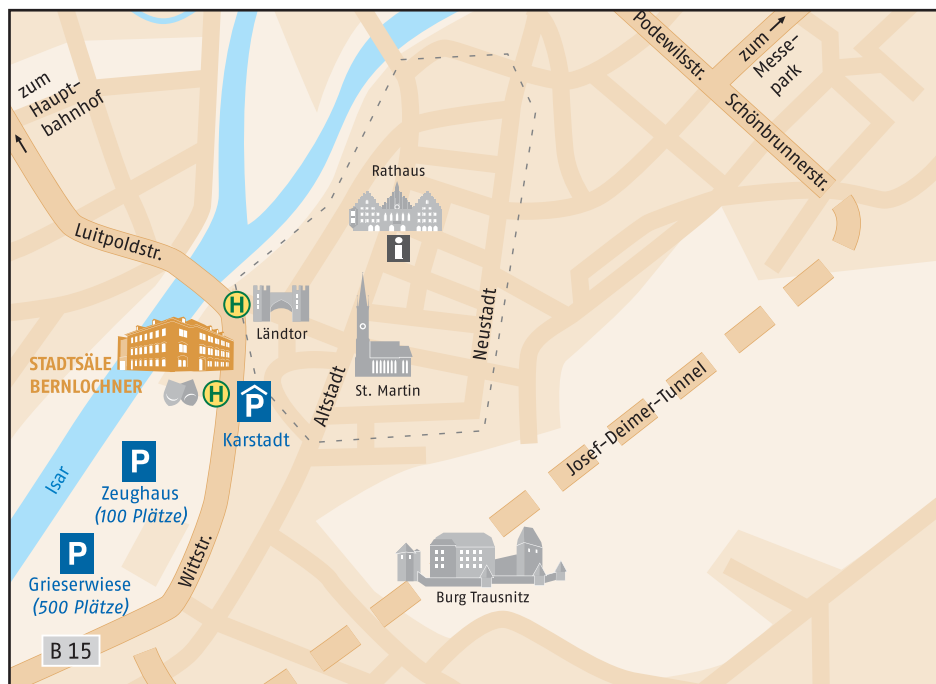 zum
Haupt-
bahnhof
Podewilsstr.
zum
Messe-
park
Schönbrunnerstr.
Rathaus
i
Luitpoldstr.
H
Ländtor
Neustadt
STADTSÄLE
BERNLOCHNER
H
P
Karstadt
Altstadt
St. Martin
Josef-Deimer-Tunnel
Isar
P
Zeughaus
(100 Plätze)
P
Grieserwiese
(500 Plätze)
Wittstr.
Burg Trausnitz
B 15